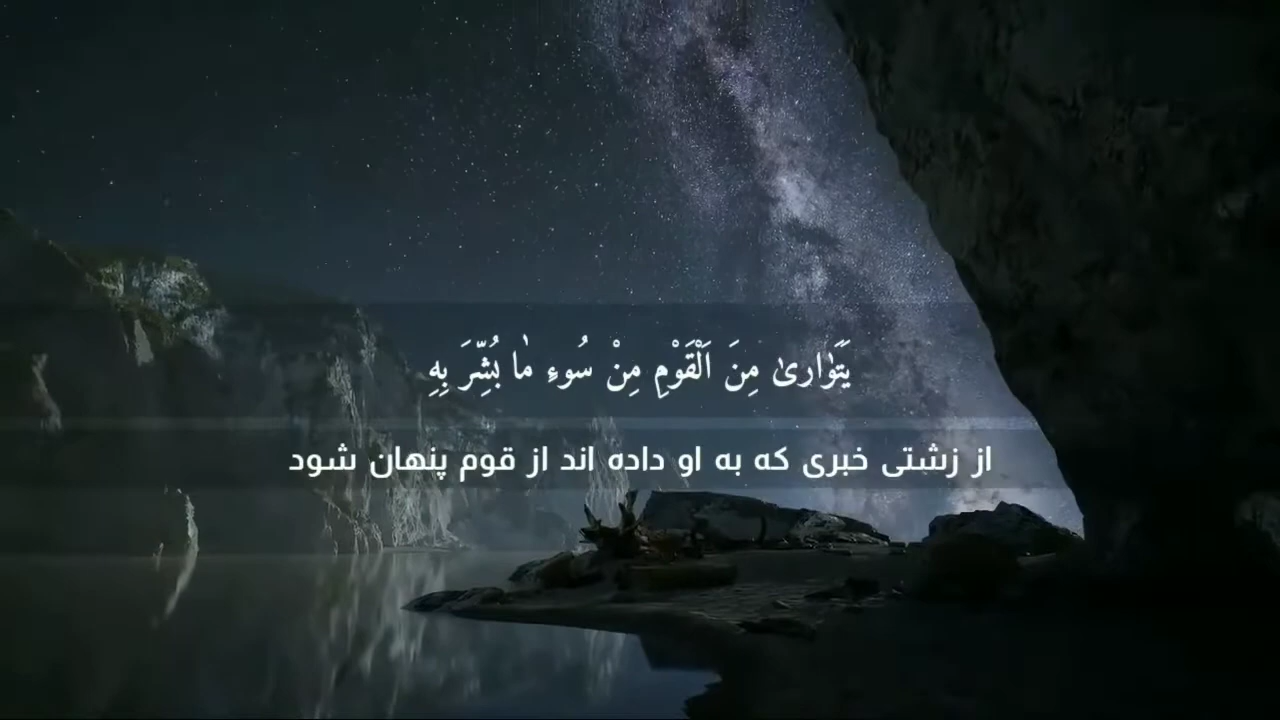 يَتَوٰارىٰ مِنَ اَلْقَوْمِ مِنْ سُوءِ مٰا بُشِّرَ بِهِ
از زشتی خبری که به او داده اند از قوم پنهان شود